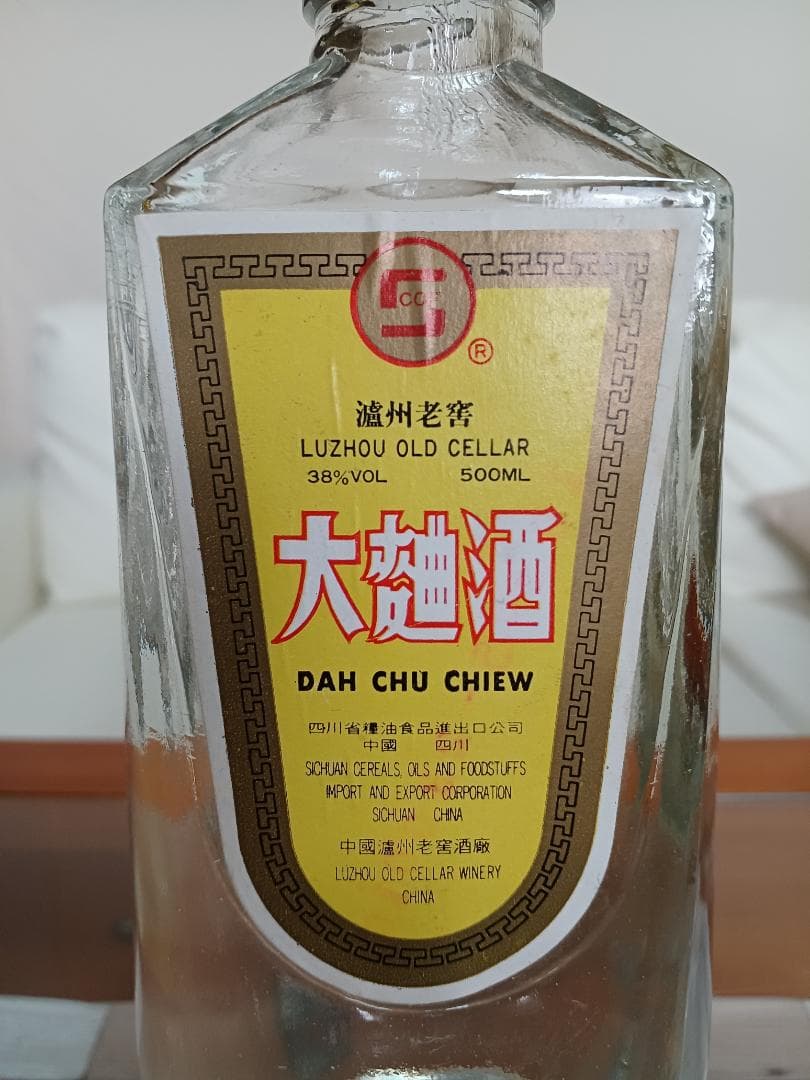 COF
®
瀘州老窖
LUZHOU OLD CELLAR
38%VOL 500ML
大麯酒
DAH CHU CHIEW
四川省糧油食品進出口公司
中國 四川
SICHUAN CEREALS, OILS AND FOODSTUFFS
IMPORT AND EXPORT CORPORATION
SICHUAN CHINA
中國瀘州老窖酒廠
LUZHOU OLD CELLAR WINERY
CHINA